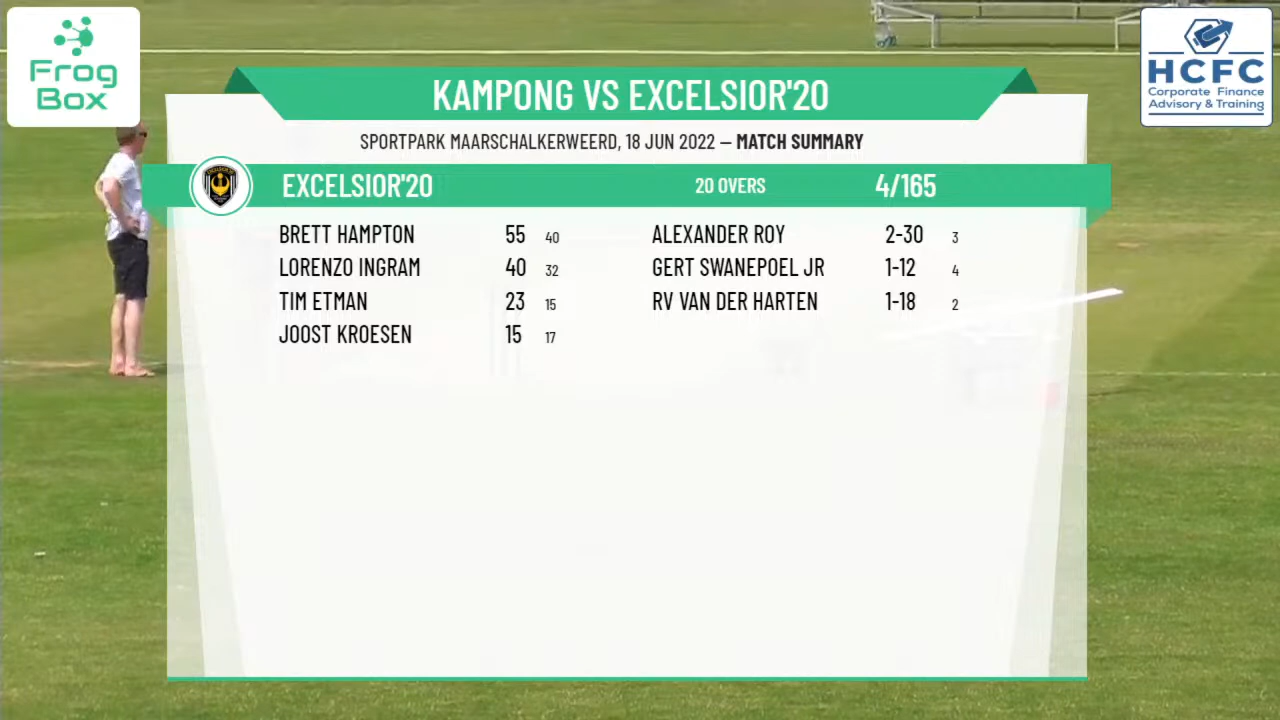 Frog
Box
HCFC
Corporate Finance
Advisory & Training
KAMPONG VS EXCELSIOR'20
SPORTPARK MAARSCHALKERWEERD, 18 JUN 2022 – MATCH SUMMARY
EXCELSIOR'20 20 OVERS 4/165
BRETT HAMPTON 55 40 ALEXANDER ROY 2-30 3
LORENZO INGRAM 40 32 GERT SWANEPOEL JR 1-12 4
TIM ETMAN 23 15 RV VAN DER HARTEN 1-18 2
JOOST KROESEN 15 17